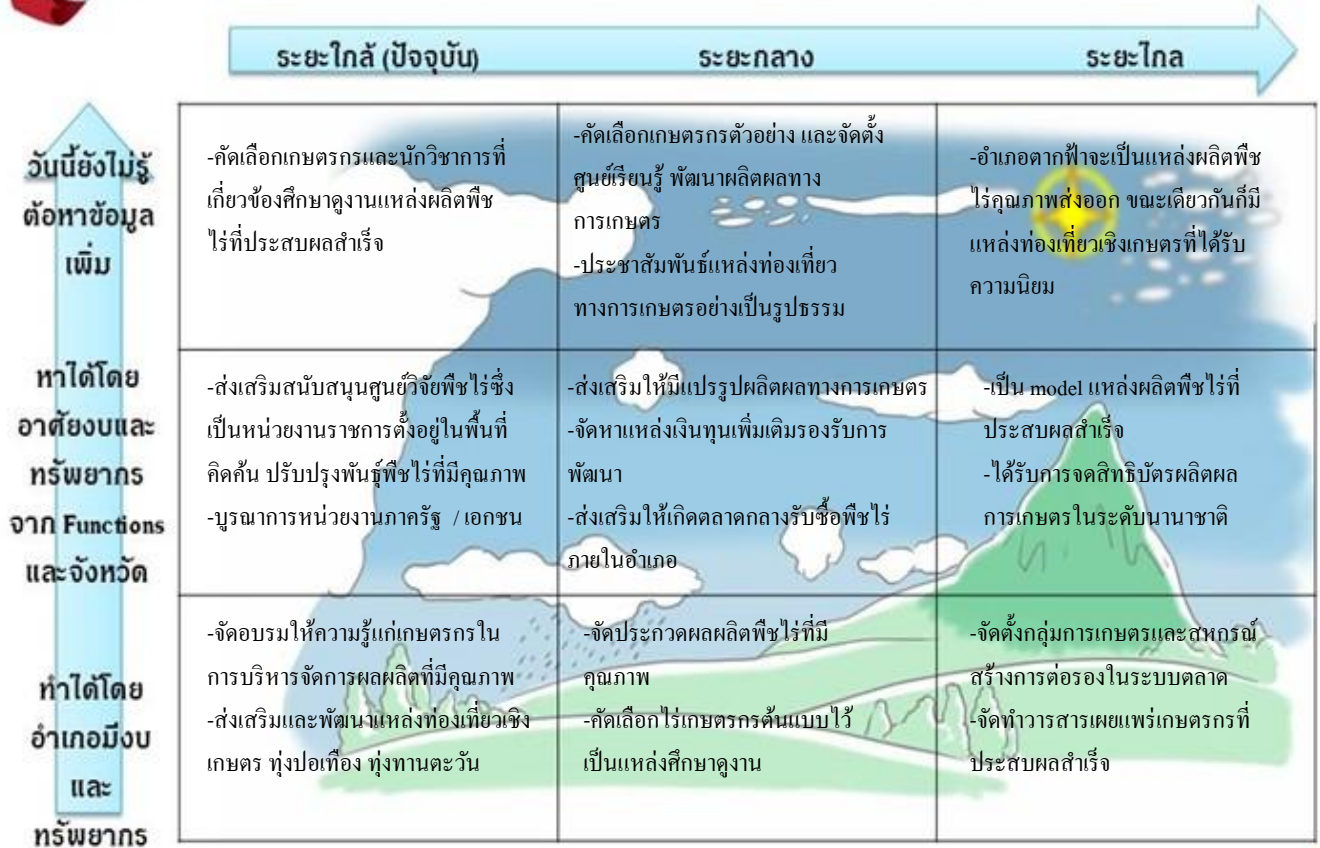 ระยะใกล้ (ปัจจุบัน)
ระยะกลาง
ระยะไกล
วันนี้ยังไม่รู้
ต้อหาข้อมูล
เพิ่ม
-คัดเลือกเกษตรกรและนักวิชาการที่
เกี่ยวข้องศึกษาดูงานแหล่งผลิตพืช
ไร่ที่ประสบผลสำเร็จ
-คัดเลือกเกษตรกรตัวอย่าง และจัดตั้ง
ศูนย์เรียนรู้ พัฒนาผลิตผลทาง
การเกษตร
-ประชาสัมพันธ์แหล่งท่องเที่ยว
ทางการเกษตรอย่างเป็นรูปธรรม
-อำเภอตากฟ้าจะเป็นแหล่งผลิตพืช
ไร่คุณภาพส่งออก ขณะเดียวกันก็มี
แหล่งท่องเที่ยวเชิงเกษตรที่ได้รับ
ความนิยม
หาได้โดย
อาศัยงบและ
ทรัพยากร
จาก Functions
และจังหวัด
-ส่งเสริมสนับสนุนศูนย์วิจัยพืชไร่ซึ่ง
เป็นหน่วยงานราชการตั้งอยู่ในพื้นที่
คิดค้น ปรับปรุงพันธุ์พืชไร่ที่มีคุณภาพ
-บูรณาการหน่วยงานภาครัฐ / เอกชน
-ส่งเสริมให้มีแปรรูปผลิตผลทางการเกษตร
-จัดหาแหล่งเงินทุนเพิ่มเติมรองรับการ
พัฒนา
-ส่งเสริมให้เกิดตลาดกลางรับซื้อพืชไร่
ภายในอำเภอ
-เป็น model แหล่งผลิตพืชไร่ที่
ประสบผลสำเร็จ
-ได้รับการจดสิทธิบัตรผลิตผล
การเกษตรในระดับนานาชาติ
ทำได้โดย
อำเภอมีงบ
และ
ทรัพยากร
-จัดอบรมให้ความรู้แก่เกษตรกรใน
การบริหารจัดการผลผลิตที่มีคุณภาพ
-ส่งเสริมและพัฒนาแหล่งท่องเที่ยวเชิง
เกษตร ทุ่งปอเทือง ทุ่งทานตะวัน
-จัดประกวดผลผลิตพืชไร่ที่มี
คุณภาพ
-คัดเลือกไร่เกษตรกรต้นแบบไว้
เป็นแหล่งศึกษาดูงาน
-จัดตั้งกลุ่มการเกษตรและสหกรณ์
สร้างการต่อรองในระบบตลาด
-จัดทำวารสารเผยแพร่เกษตรกรที่
ประสบผลสำเร็จ